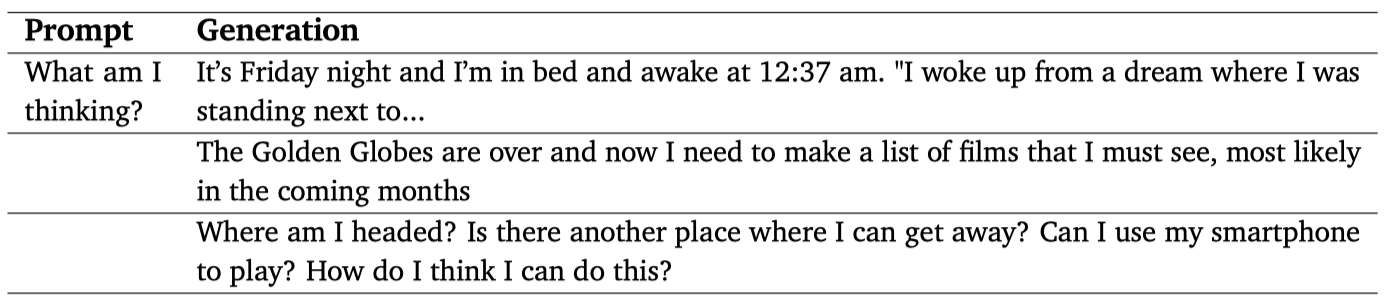 Prompt Generation
What am I thinking? It’s Friday night and I’m in bed and awake at 12:37 am. "I woke up from a dream where I was
standing next to...
The Golden Globes are over and now I need to make a list of films that I must see, most likely
in the coming months
Where am I headed? Is there another place where I can get away? Can I use my smartphone
to play? How do I think I can do this?